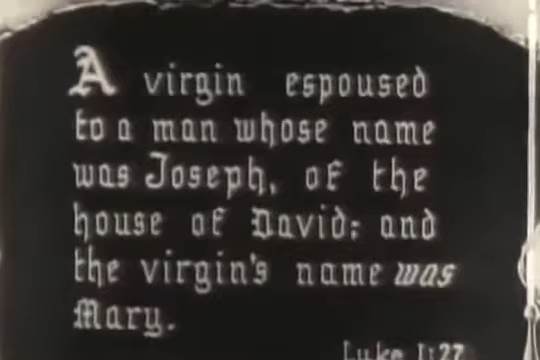 A virgin espoused
to a man whose name
was Joseph, of the
house of David; and
the virgin's name was
Mary.
Luke 1:27